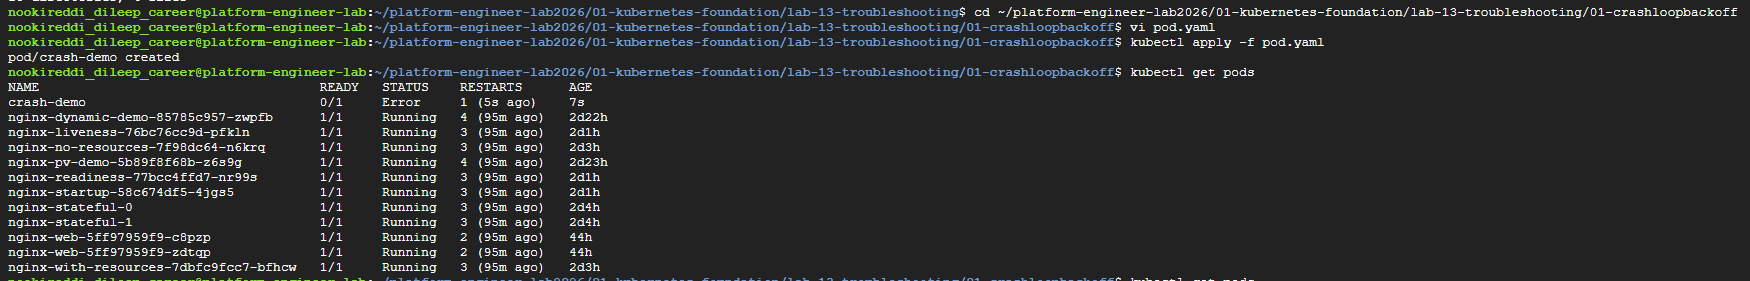 nookireddi_dileep_career@platform-engineer-lab:~/platform-engineer-lab2026/01-kubernetes-foundation/lab-13-troubleshooting$ cd ~/platform-engineer-lab2026/01-kubernetes-foundation/lab-13-troubleshooting/01-crashloopbackoff
nookireddi_dileep_career@platform-engineer-lab:~/platform-engineer-lab2026/01-kubernetes-foundation/lab-13-troubleshooting/01-crashloopbackoff$ vi pod.yaml
nookireddi_dileep_career@platform-engineer-lab:~/platform-engineer-lab2026/01-kubernetes-foundation/lab-13-troubleshooting/01-crashloopbackoff$ kubectl apply -f pod.yaml
pod/crash-demo created
nookireddi_dileep_career@platform-engineer-lab:~/platform-engineer-lab2026/01-kubernetes-foundation/lab-13-troubleshooting/01-crashloopbackoff$ kubectl get pods
NAME READY STATUS RESTARTS AGE
crash-demo 0/1 Error 1 (5s ago) 7s
nginx-dynamic-demo-85785c957-zwpfb 1/1 Running 4 (95m ago) 2d22h
nginx-liveness-76bc76cc9d-pfkln 1/1 Running 3 (95m ago) 2d1h
nginx-no-resources-7f98dc64-n6krq 1/1 Running 3 (95m ago) 2d3h
nginx-pv-demo-5b89f8f68b-z6s9g 1/1 Running 4 (95m ago) 2d23h
nginx-readiness-77bcc4ffd7-nr99s 1/1 Running 3 (95m ago) 2d1h
nginx-startup-58c674df5-4jgs5 1/1 Running 3 (95m ago) 2d1h
nginx-stateful-0 1/1 Running 3 (95m ago) 2d4h
nginx-stateful-1 1/1 Running 3 (95m ago) 2d4h
nginx-web-5ff97959f9-c8pzp 1/1 Running 2 (95m ago) 44h
nginx-web-5ff97959f9-zdtqp 1/1 Running 2 (95m ago) 44h
nginx-with-resources-7dbfc9fcc7-bfhcw 1/1 Running 3 (95m ago) 2d3h